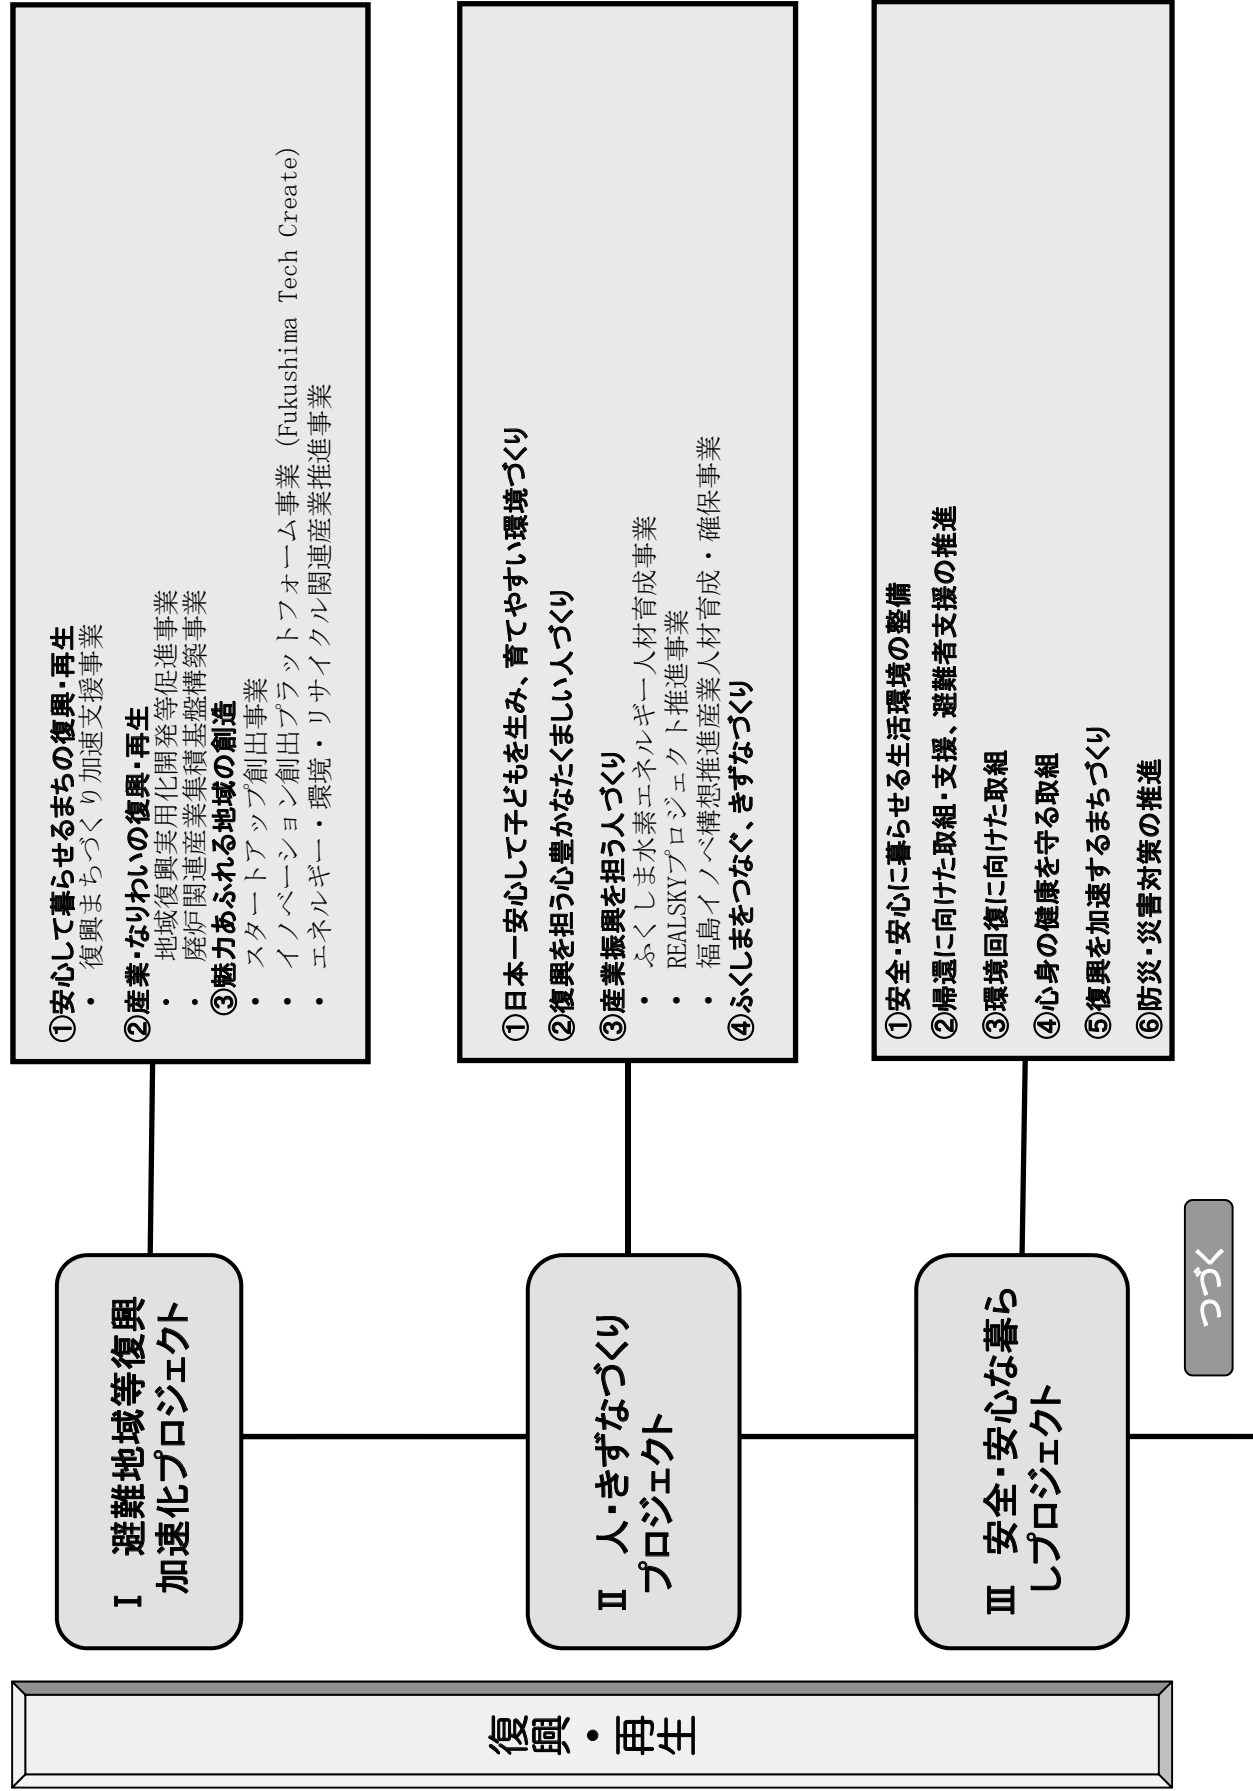 復興・再生
Ⅰ 避難地域等復興
加速化プロジェクト
①安心して暮らせるまちの復興・再生
・ 復興まちづくり加速支援事業
②産業・なりわいの復興・再生
・ 地域復興実用化開発等促進事業
・ 廃炉関連産業集積基盤構築事業
③魅力あふれる地域の創造
・ スタートアップ創出事業
・ イノベーション創出プラットフォーム事業（Fukushima Tech Create）
・ エネルギー・環境・リサイクル関連産業推進事業
Ⅱ 人・きずなづくり
プロジェクト
①日本一安心して子どもを生み、育てやすい環境づくり
②復興を担う心豊かなたくましい人づくり
③産業振興を担う人づくり
・ ふくしま水素エネルギー人材育成事業
・ REALSKYプロジェクト推進事業
・ 福島イノベ構想推進産業人材育成・確保事業
④ふくしまをつなぐ、きずなづくり
Ⅲ 安全・安心な暮ら
しプロジェクト
①安全・安心に暮らせる生活環境の整備
②帰還に向けた取組・支援、避難者支援の推進
③環境回復に向けた取組
④心身の健康を守る取組
⑤復興を加速するまちづくり
⑥防災・災害対策の推進
つづく